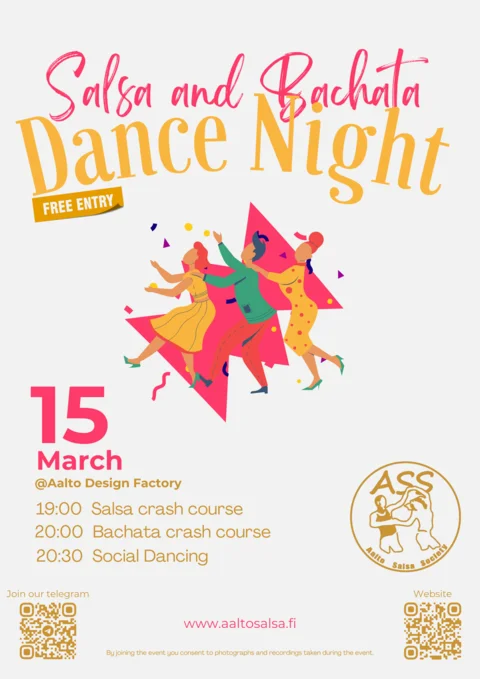 Salsa and Bachata
Dance Night
FREE ENTRY
15
March
@Aalto Design Factory
19:00 Salsa crash course
20:00 Bachata crash course
20:30 Social Dancing
ASS
Aalto Salsa Society
Join our telegram
Website
www.aaltosalsa.fi
By joining the event you consent to photographs and recordings taken during the event.